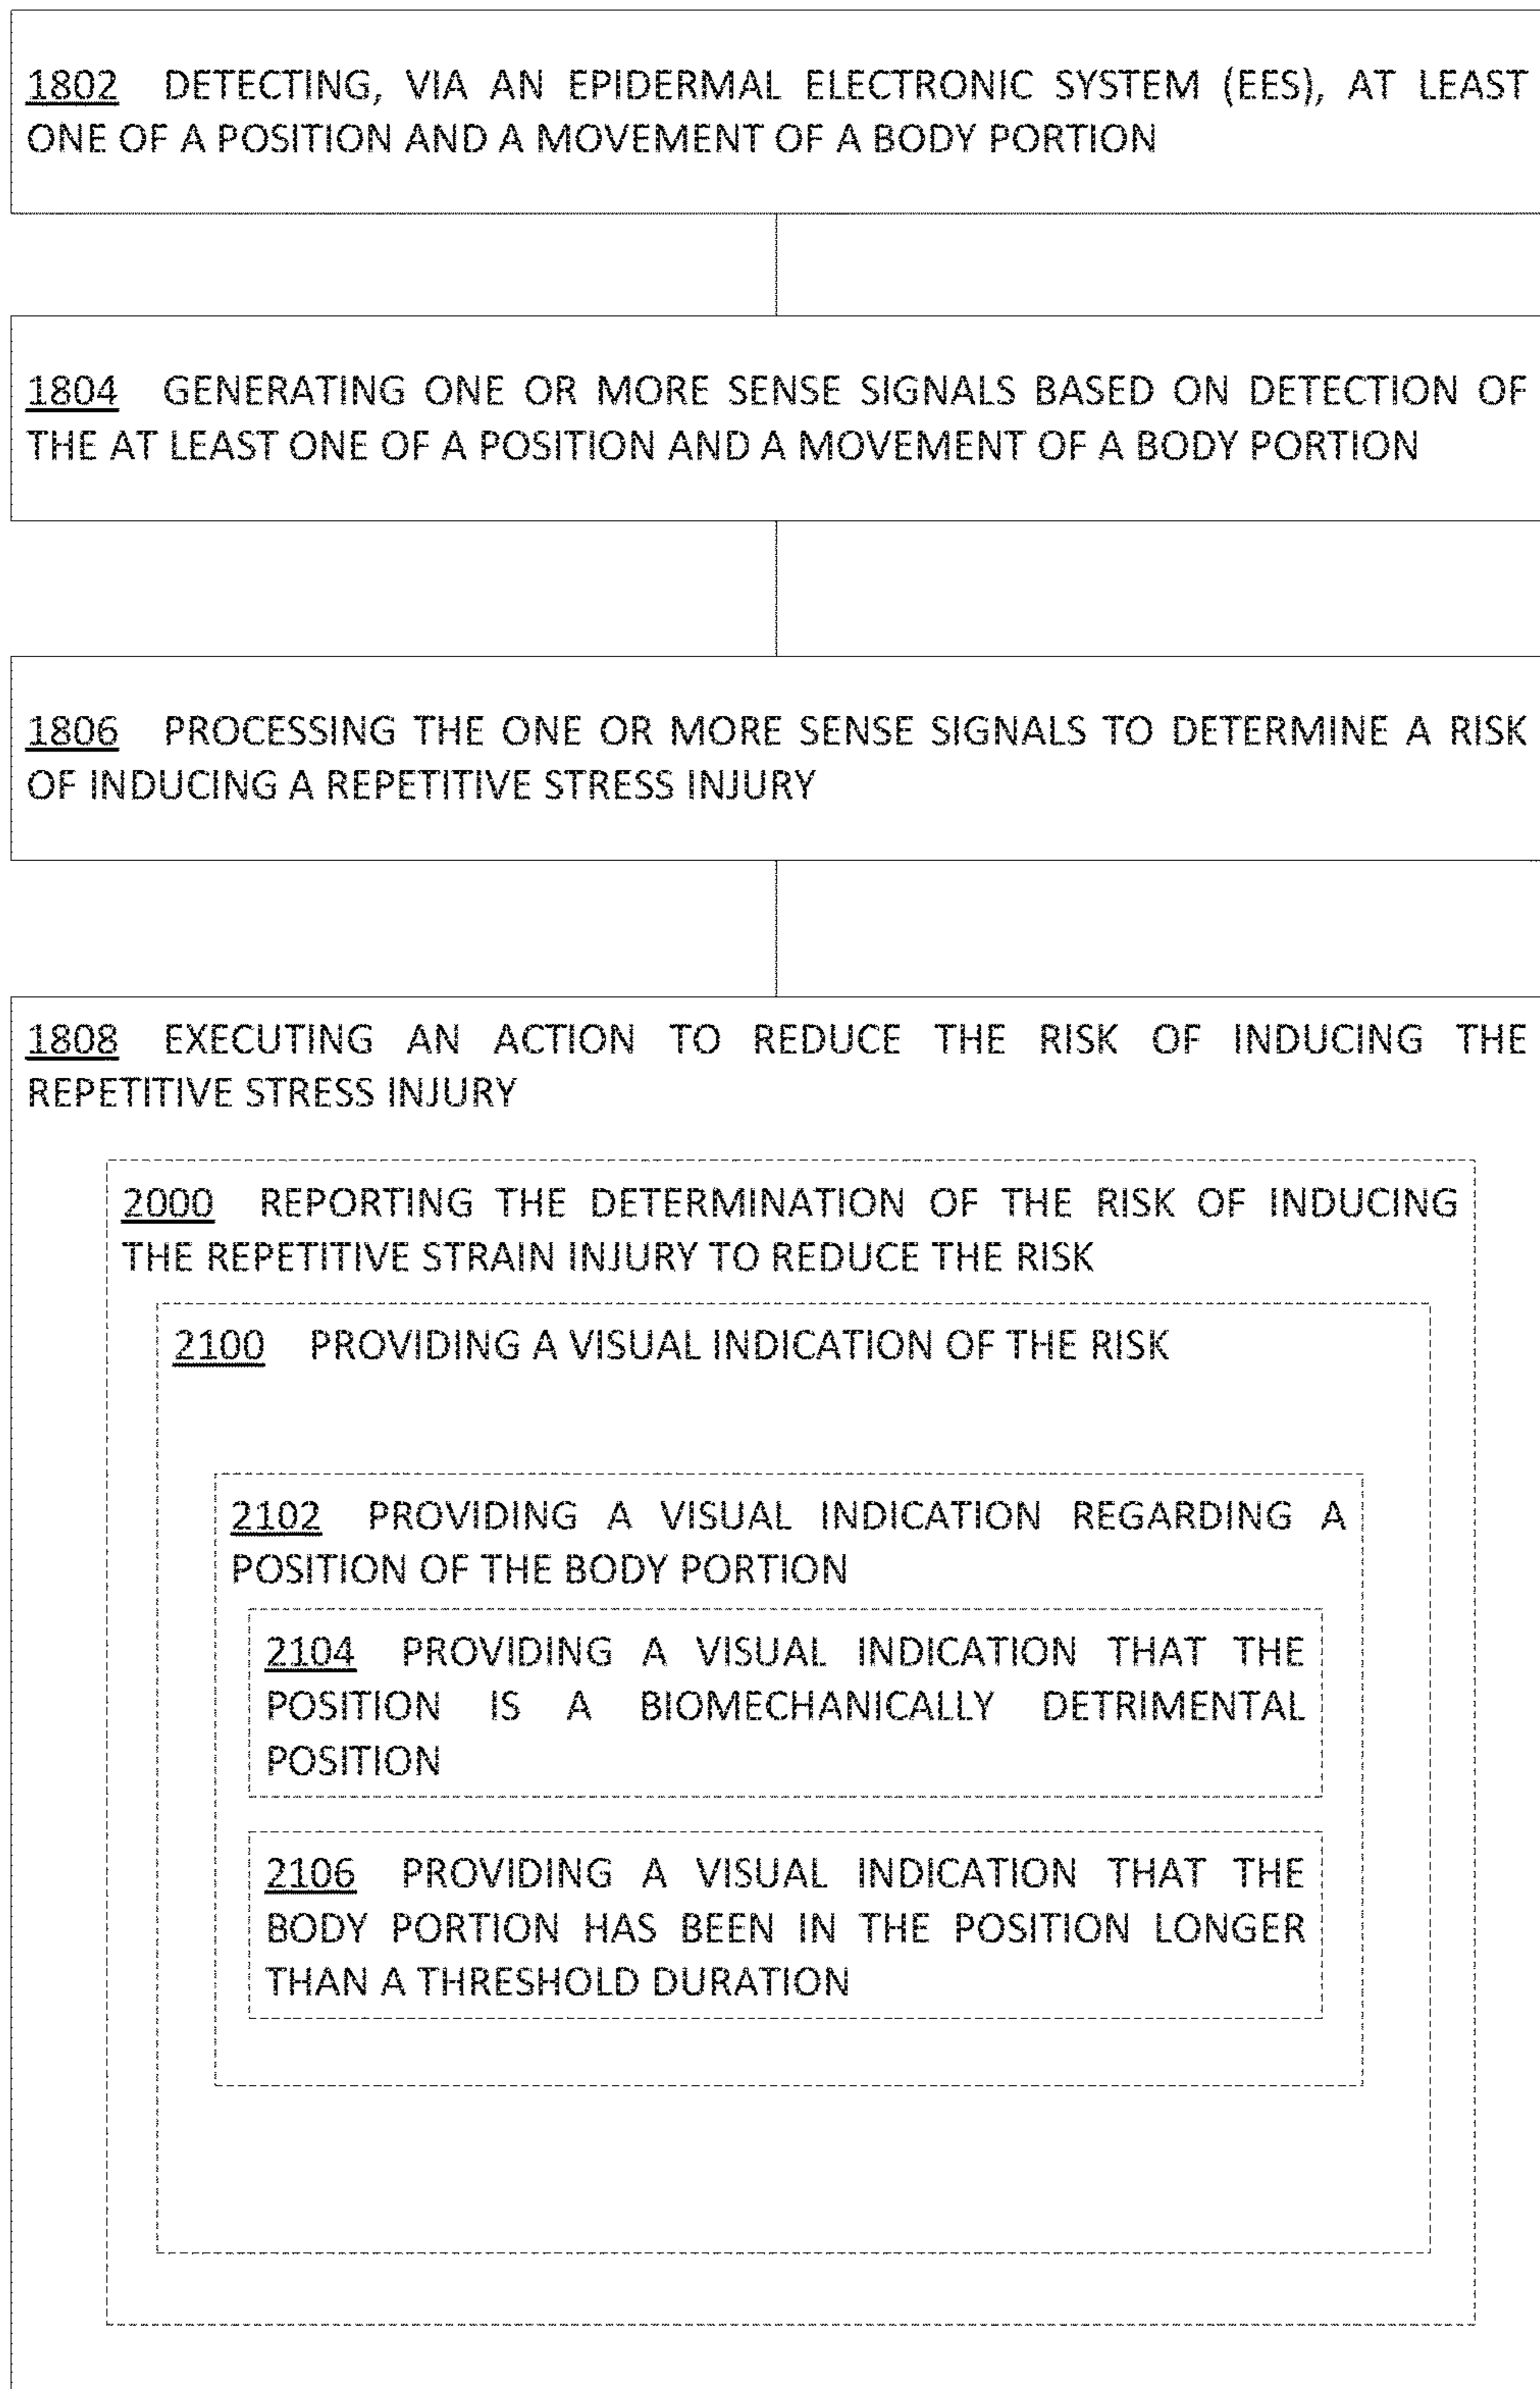 1802 DETECTING, VIA AN EPIDERMAL ELECTRONIC SYSTEM (EES), AT LEAST
ONE OF A POSITION AND A MOVEMENT OF A BODY PORTION
1804 GENERATING ONE OR MORE SENSE SIGNALS BASED ON DETECTION OF
THE AT LEAST ONE OF A POSITION AND A MOVEMENT OF A BODY PORTION
1806 PROCESSING THE ONE OR MORE SENSE SIGNALS TO DETERMINE A RISK
OF INDUCING A REPETITIVE STRESS INJURY
1808 EXECUTING AN ACTION TO REDUCE THE RISK OF INDUCING THE
REPETITIVE STRESS INJURY
2000 REPORTING THE DETERMINATION OF THE RISK OF INDUCING
THE REPETITIVE STRAIN INJURY TO REDUCE THE RISK
2100 PROVIDING A VISUAL INDICATION OF THE RISK
2102 PROVIDING A VISUAL INDICATION REGARDING A
POSITION OF THE BODY PORTION
2104 PROVIDING A VISUAL INDICATION THAT THE
POSITION IS A BIOMECHANICALLY DETRIMENTAL
POSITION
2106 PROVIDING A VISUAL INDICATION THAT THE
BODY PORTION HAS BEEN IN THE POSITION LONGER
THAN A THRESHOLD DURATION